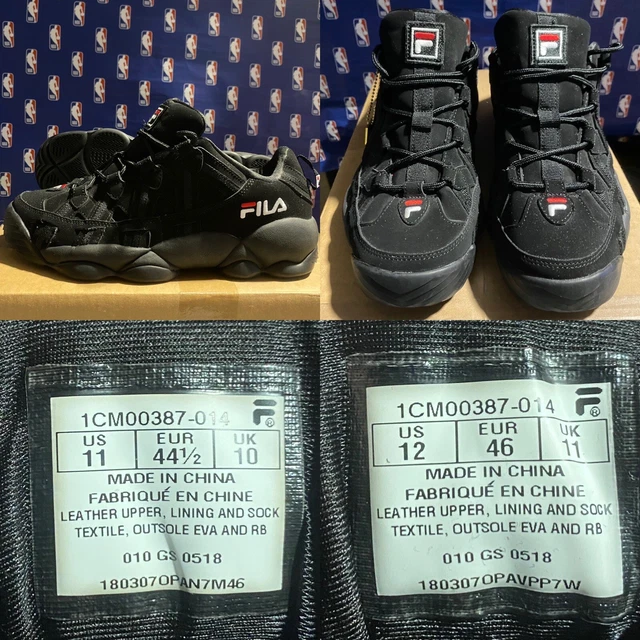 FILA
1CM00387-014
US EUR UK
11 44½ 10
MADE IN CHINA
FABRIQUÉ EN CHINE
LEATHER UPPER, LINING AND SOCK
TEXTILE, OUTSOLE EVA AND RB
010 GS 0518
180307OPAN7M46
1CM00387-014
US EUR UK
12 46 11
MADE IN CHINA
FABRIQUÉ EN CHINE
LEATHER UPPER, LINING AND SOCK
TEXTILE, OUTSOLE EVA AND RB
010 GS 0518
180307OPAVPP7W